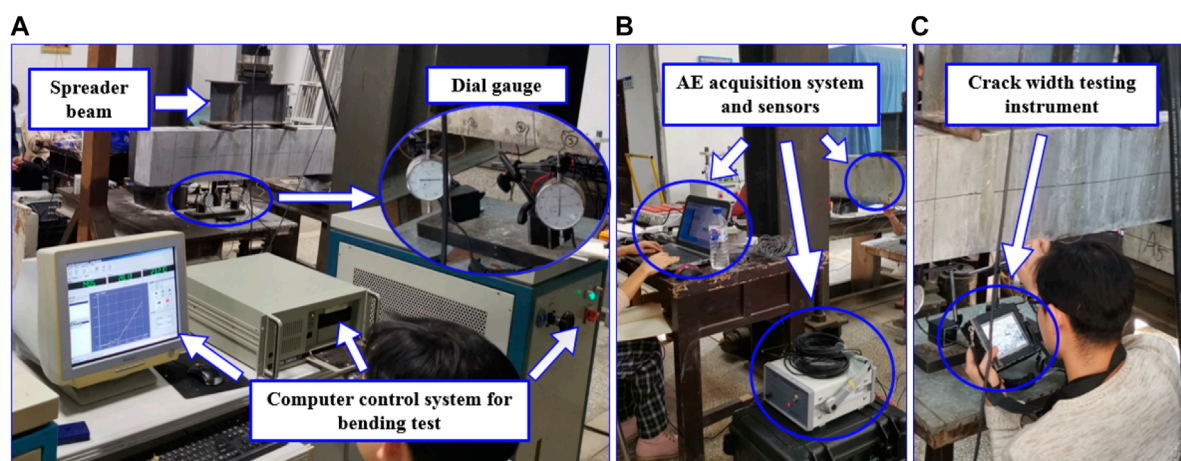 A
B
C
Spreader
beam
Dial gauge
Computer control system for
bending test
AE acquisition system
and sensors
Crack width testing
instrument